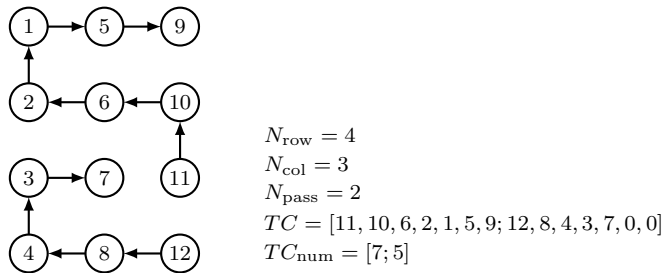 1 5 9
2 6 10
3 7 11
4 8 12
N_row = 4
N_col = 3
N_pass = 2
TC = [11, 10, 6, 2, 1, 5, 9; 12, 8, 4, 3, 7, 0, 0]
TC_num = [7; 5]